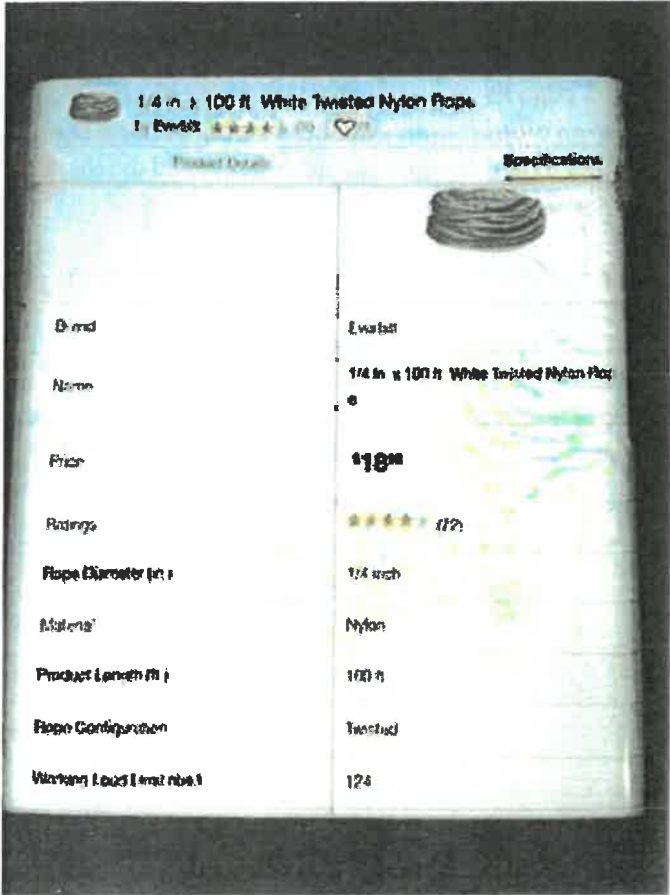 1/4 in x 100 ft White Twisted Nylon Rope
Everbilt
Product Details
Specifications
Brand
Everbilt
Name
1/4 in x 100 ft White Twisted Nylon Rop
e
Price
$18
Ratings
(72)
Rope Diameter (in.)
1/4 inch
Material
Nylon
Product Length (ft.)
100 ft
Rope Configuration
Twisted
Working Load Limit (lbs.)
124